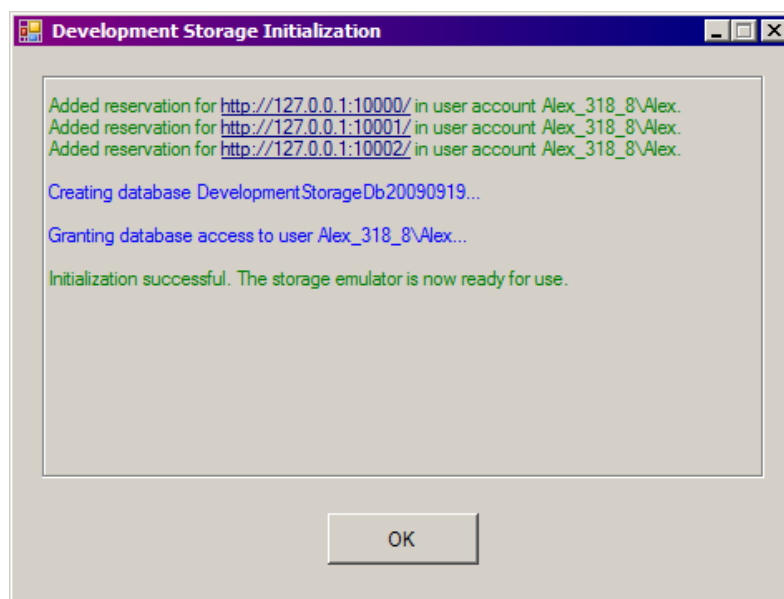 Development Storage Initialization
Added reservation for http://127.0.0.1:10000/ in user account Alex_318_8\Alex.
Added reservation for http://127.0.0.1:10001/ in user account Alex_318_8\Alex.
Added reservation for http://127.0.0.1:10002/ in user account Alex_318_8\Alex.
Creating database DevelopmentStorageDb20090919...
Granting database access to user Alex_318_8\Alex...
Initialization successful. The storage emulator is now ready for use.
OK